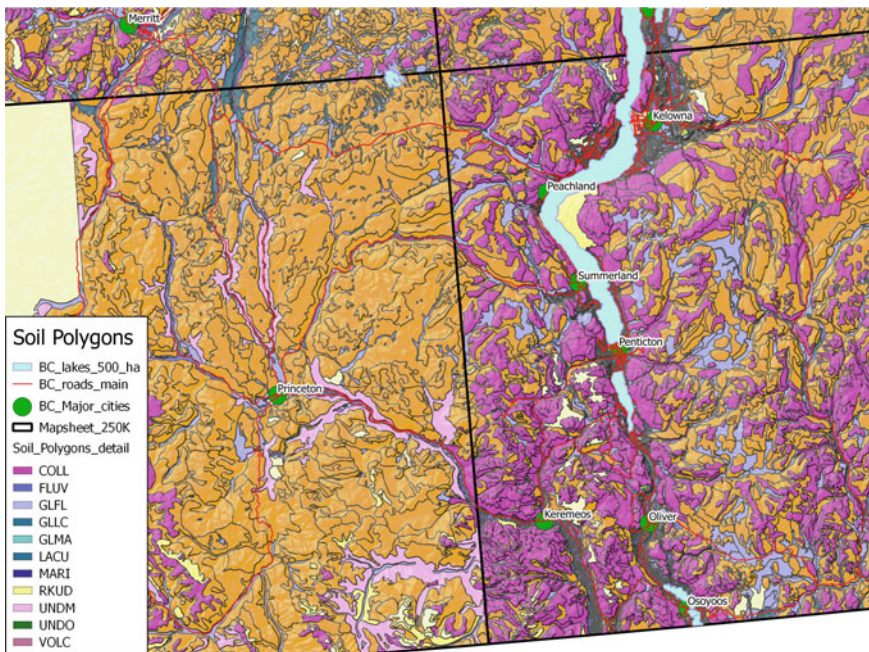 Merritt
Kelowna
Peachland
Summerland
Penticton
Princeton
Keremeos
Oliver
Osoyoos
Soil Polygons
BC_lakes_500_ha
BC_roads_main
BC_Major_cities
Mapsheet_250K
Soil_Polygons_detail
COLL
FLUV
GLFL
GLLC
GLMA
LACU
MARI
RKUD
UNDM
UNDO
VOLC